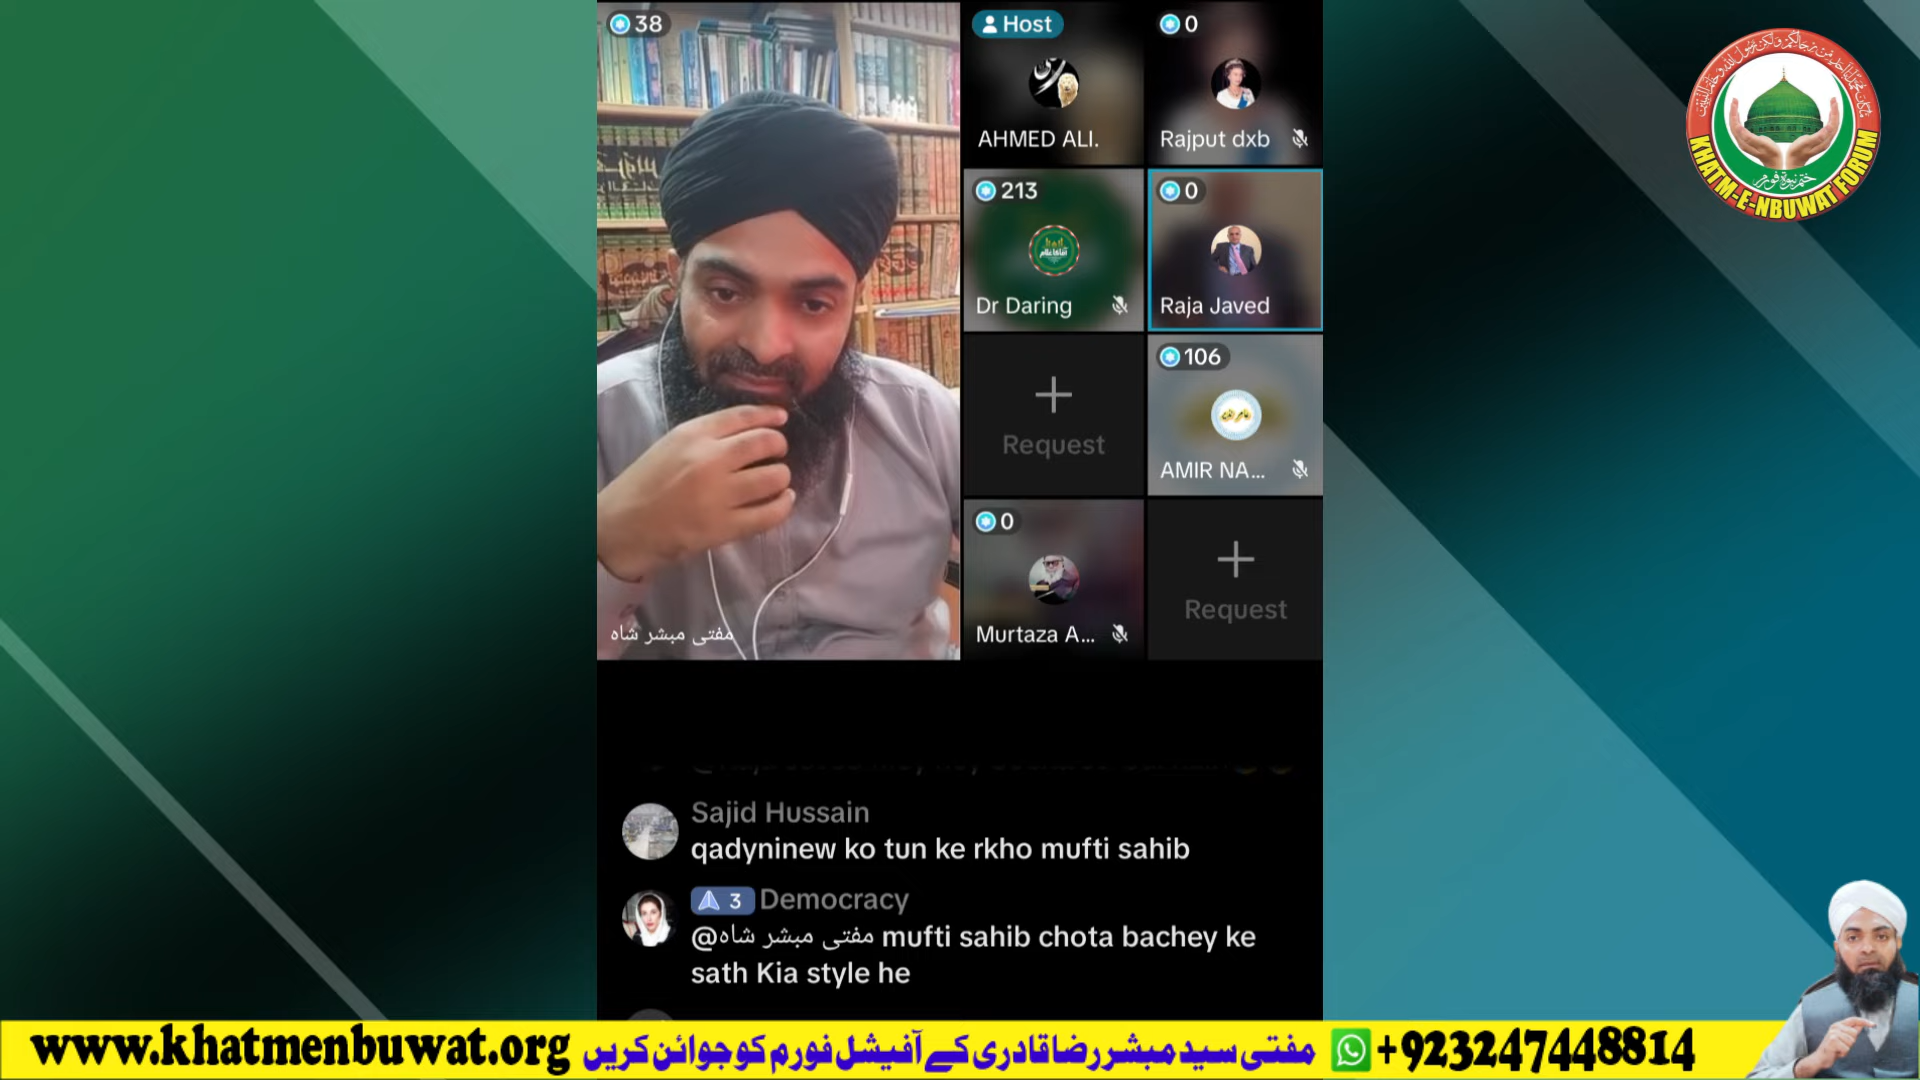 38
Host
AHMED ALI.
0
Rajput dxb
213
Dr Daring
0
Raja Javed
Request
106
AMIR NA...
0
Murtaza A...
Request
مفتی مبشر شاہ
Sajid Hussain
qadyninew ko tun ke rkho mufti sahib
3 Democracy
@مفتی مبشر شاہ mufti sahib chota bachey ke
sath Kia style he
KHATM-E-NBUWAT FORUM
ختم نبوۃ فورم
www.khatmenbuwat.org مفتی سید مبشر رضا قادری کے آفیشل فورم کو جوائن کریں +923247448814